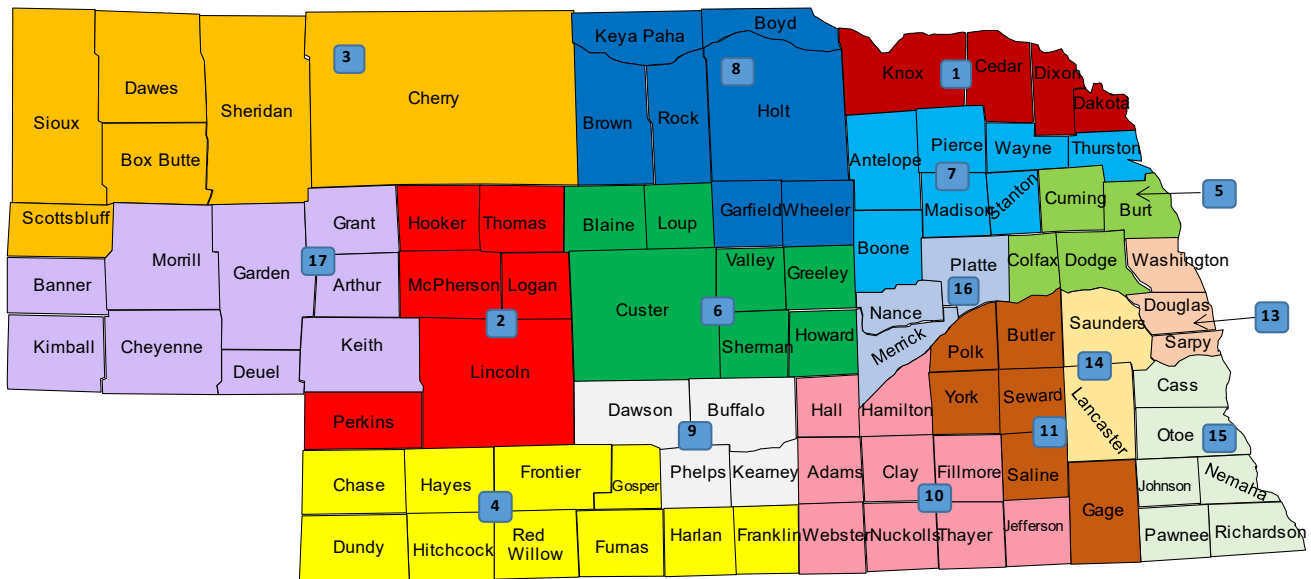 Keya Paha
Boyd
3
8
Knox
1
Cedar
Dixon
Dawes
Sheridan
Cherry
Sioux
Brown
Rock
Holt
Dakota
Box Butte
Antelope
Pierce
Wayne
Thurston
7
5
Scottsbluff
Grant
Hooker
Thomas
Blaine
Loup
Garfield
Wheeler
Madison
Stanton
Cuming
Burt
Morrill
Garden
17
Boone
Platte
Colfax
Dodge
Washington
Banner
Arthur
McPherson
Logan
Custer
Valley
Greeley
16
Nance
Douglas
13
2
6
Saunders
Kimball
Cheyenne
Keith
Sherman
Howard
Merrick
Polk
Butler
Sarpy
Deuel
Lincoln
14
Cass
Perkins
Dawson
Buffalo
Hall
Hamilton
York
Seward
Lancaster
9
11
Otoe
15
Chase
Hayes
Frontier
Gosper
Phelps
Kearney
Adams
Clay
Fillmore
Saline
Johnson
Nemaha
4
10
Gage
Dundy
Hitchcock
Red
Willow
Furnas
Harlan
Franklin
Webster
Nuckolls
Thayer
Jefferson
Pawnee
Richardson